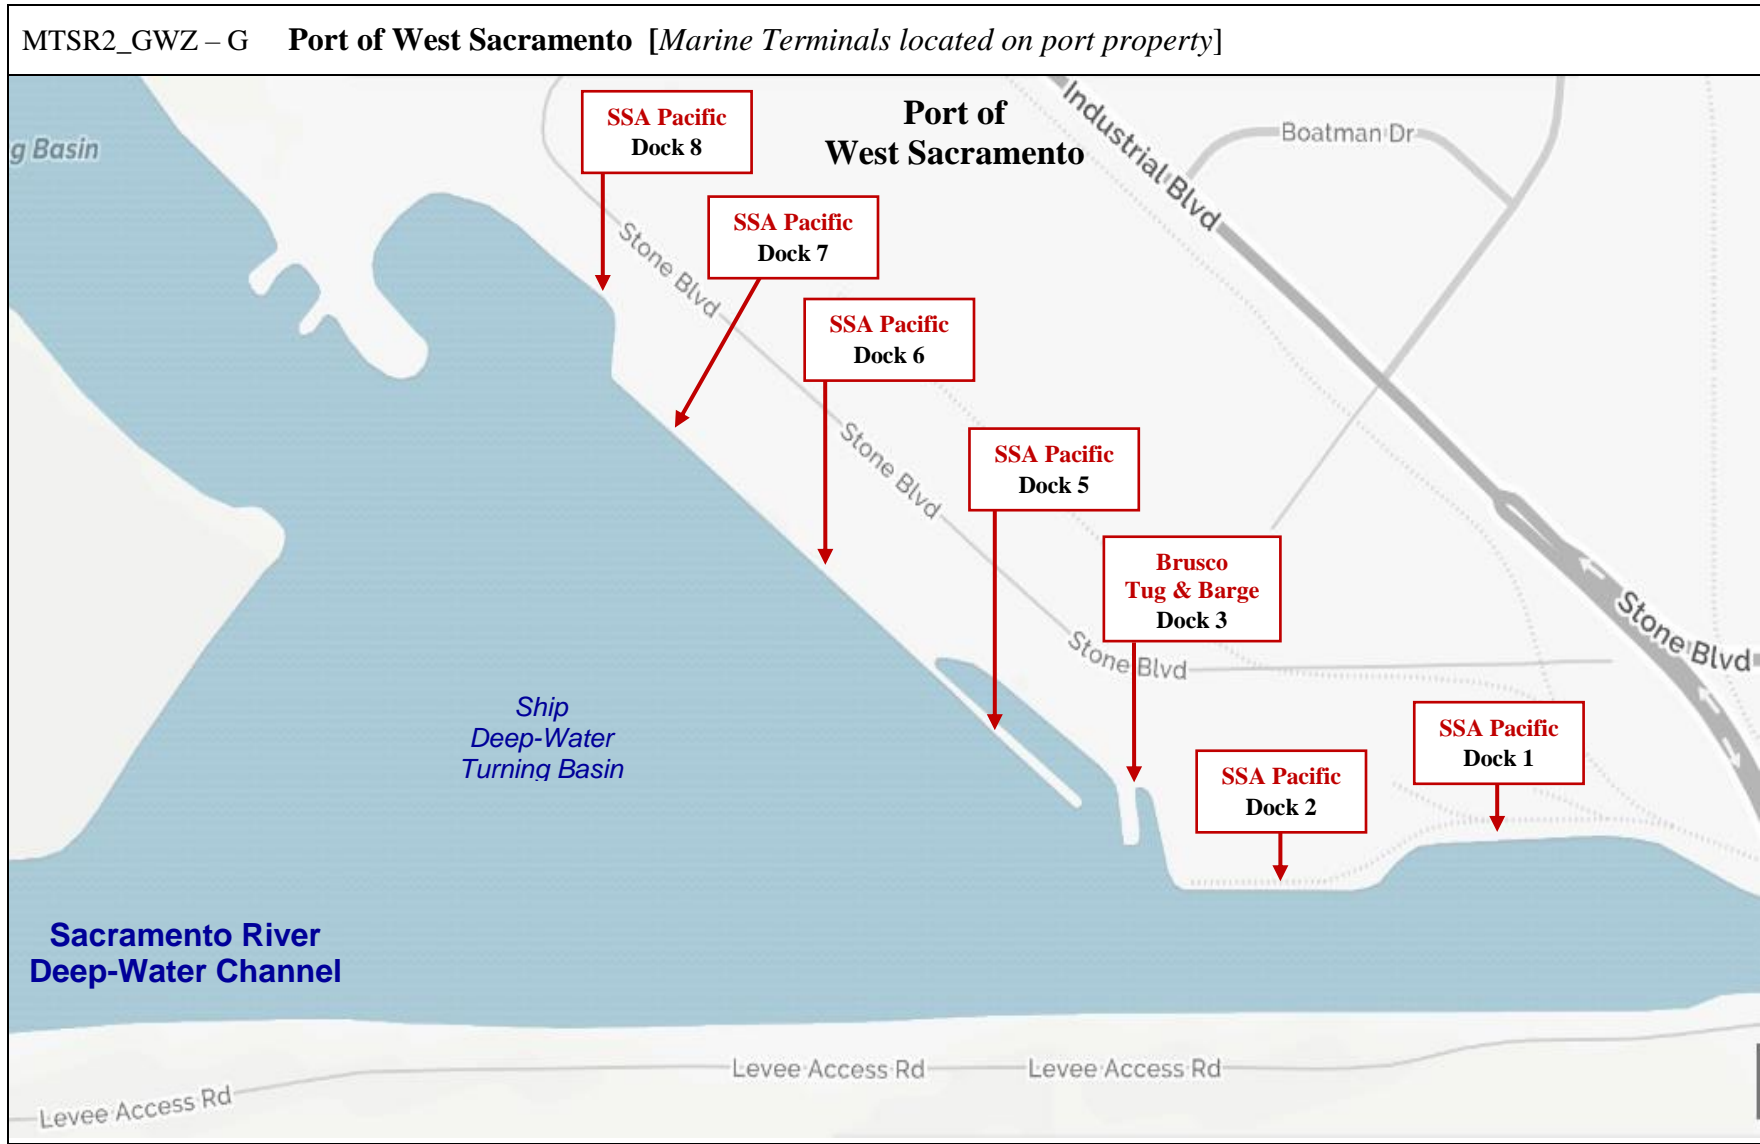 MTSR2_GWZ – G    Port of West Sacramento [Marine Terminals located on port property]
g Basin
SSA Pacific
Dock 8
Port of
West Sacramento
Industrial Blvd
Boatman Dr
SSA Pacific
Dock 7
Stone Blvd
SSA Pacific
Dock 6
Stone Blvd
SSA Pacific
Dock 5
Brusco
Tug & Barge
Dock 3
Stone Blvd
Stone Blvd
SSA Pacific
Dock 1
SSA Pacific
Dock 2
Ship
Deep-Water
Turning Basin
Sacramento River
Deep-Water Channel
Levee Access Rd
Levee Access Rd
Levee Access Rd